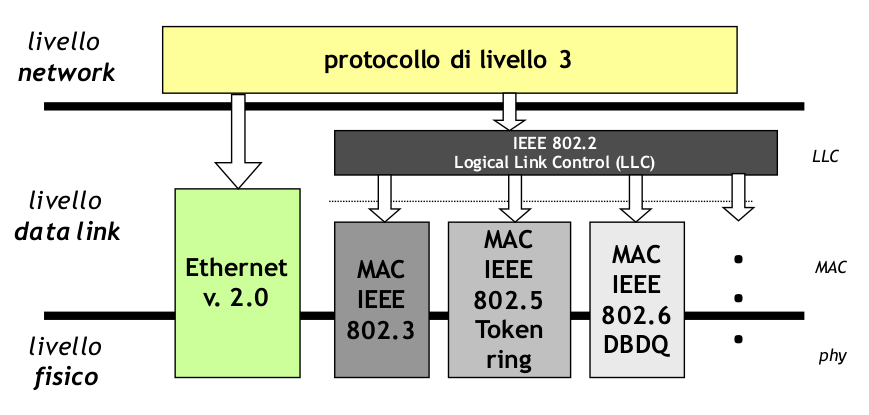 livello
network
protocollo di livello 3
IEEE 802.2
Logical Link Control (LLC)
LLC
livello
data link
Ethernet
v. 2.0
MAC
IEEE
802.3
MAC
IEEE
802.5
Token
ring
MAC
IEEE
802.6
DBDQ
MAC
livello
fisico
phy